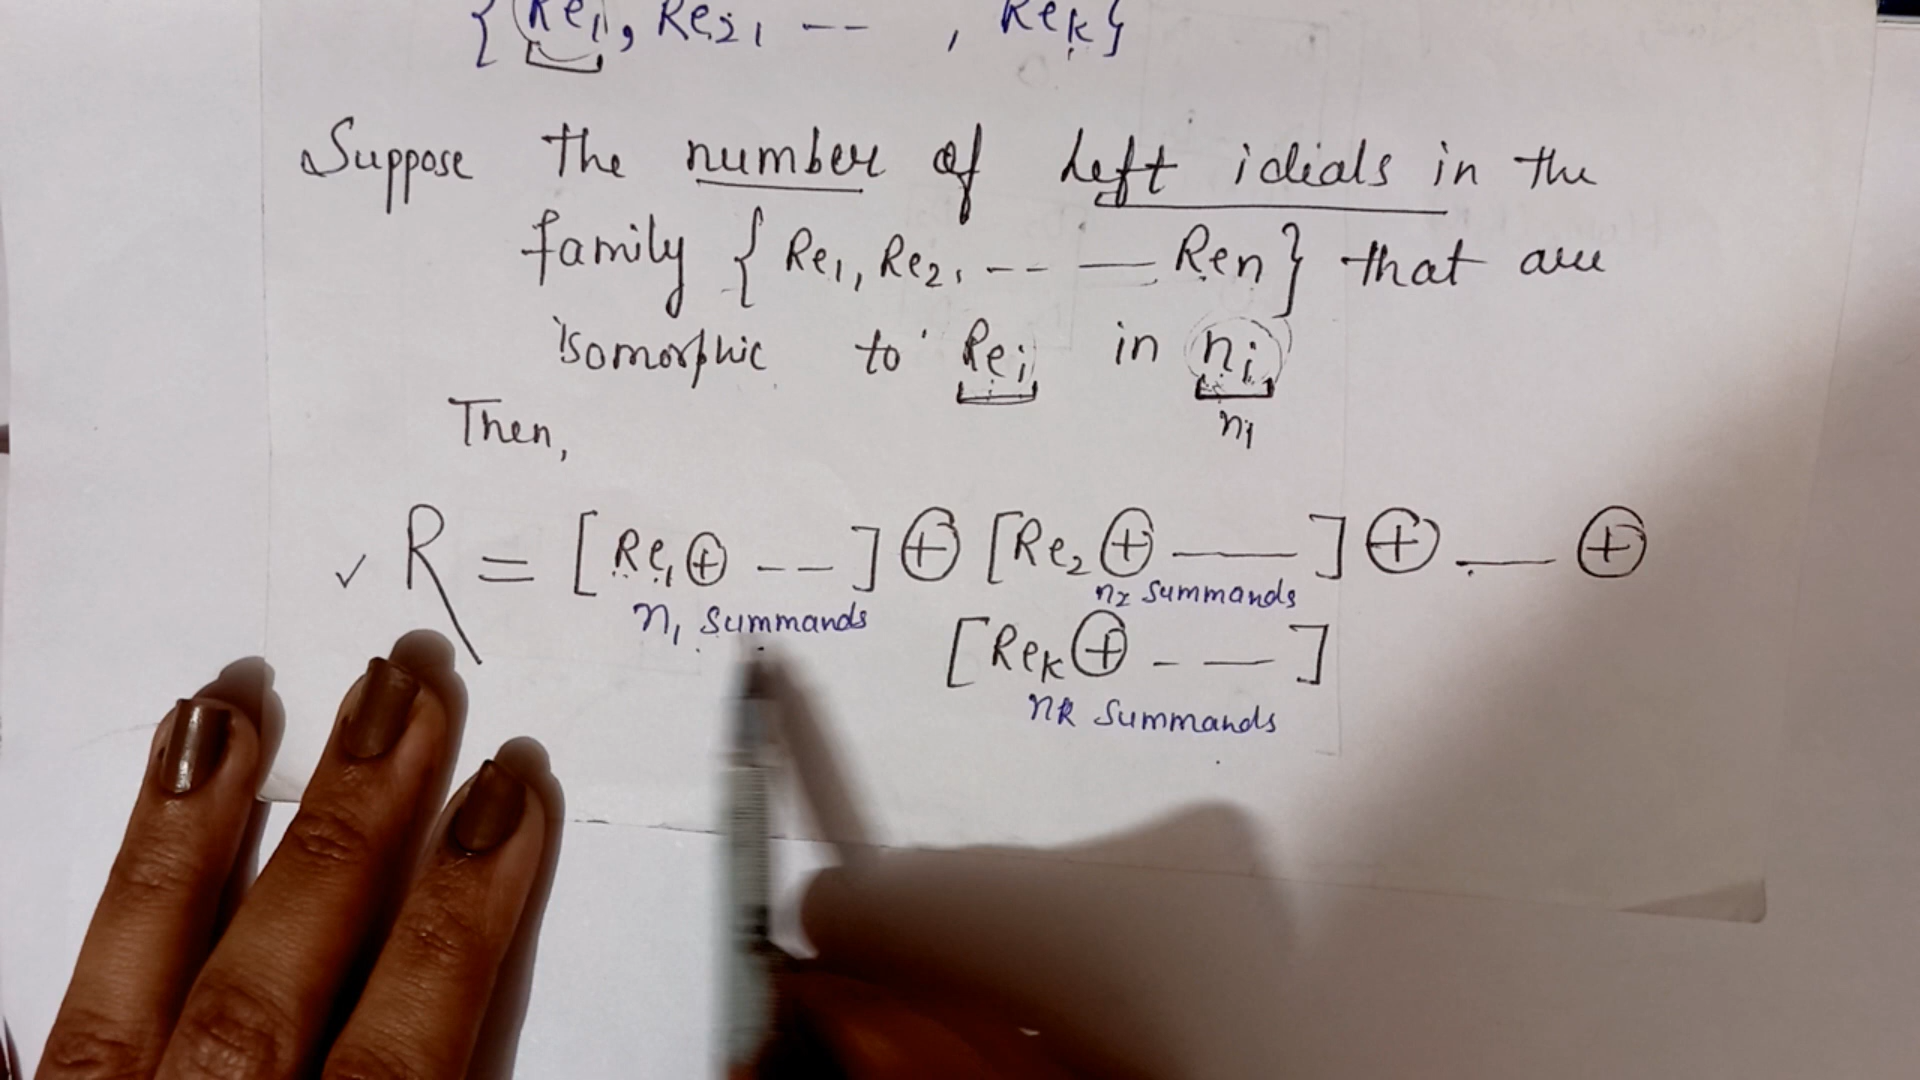 { Re1, Re2, -- , Rek}
Suppose the number of left ideals in the
family { Re1, Re2, -- — Ren} that are
isomorphic to Rei in ni
n1
Then,
✓ R = [ Re1 ⊕ -- ] ⊕ [Re2 ⊕ —— ] ⊕ . — ⊕
n1 summands n2 summands
[Rek ⊕ - — ]
nk summands